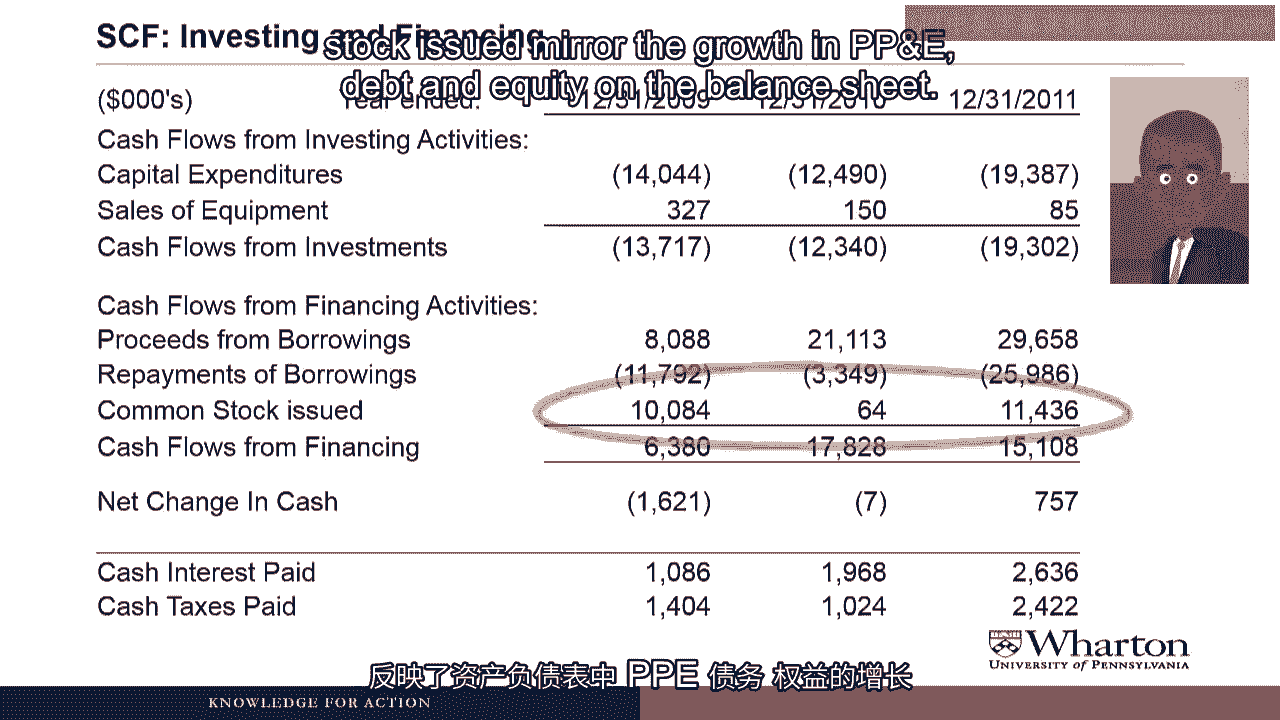 SCF: Investing and Financing
stock issued mirror the growth in PP&E,
debt and equity on the balance sheet.
($000's) Year ended: 12/31/2009 12/31/2010 12/31/2011
Cash Flows from Investing Activities:
Capital Expenditures (14,044) (12,490) (19,387)
Sales of Equipment 327 150 85
Cash Flows from Investments (13,717) (12,340) (19,302)
Cash Flows from Financing Activities:
Proceeds from Borrowings 8,088 21,113 29,658
Repayments of Borrowings (11,792) (3,349) (25,986)
Common Stock issued 10,084 64 11,436
Cash Flows from Financing 6,380 17,828 15,108
Net Change In Cash (1,621) (7) 757
Cash Interest Paid 1,086 1,968 2,636
Cash Taxes Paid 1,404 1,024 2,422
Wharton
UNIVERSITY of PENNSYLVANIA
反映了资产负债表中 PPE 债务 权益的增长
KNOWLEDGE FOR ACTION